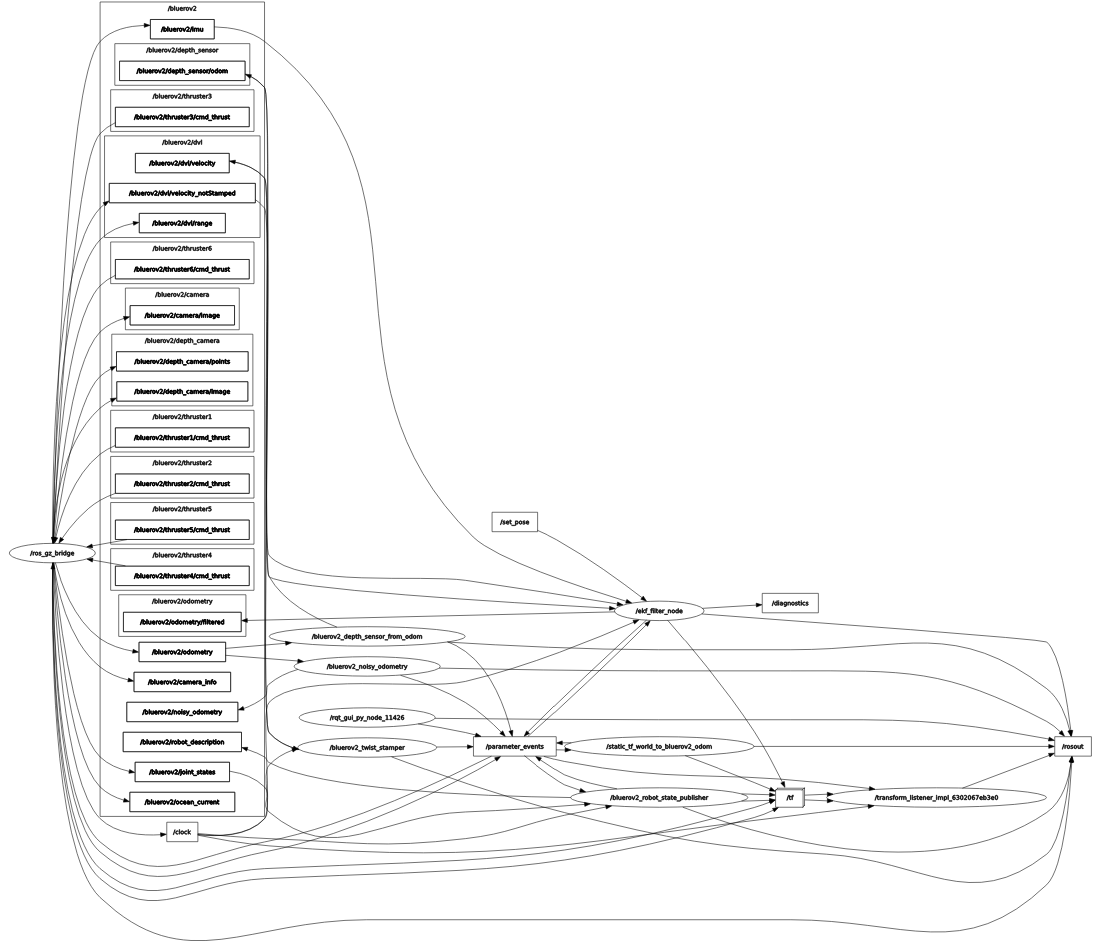 /bluerov2
/bluerov2/imu
/bluerov2/depth_sensor
/bluerov2/depth_sensor/odom
/bluerov2/thruster3
/bluerov2/thruster3/cmd_thrust
/bluerov2/dvl
/bluerov2/dvl/velocity
/bluerov2/dvl/velocity_notStamped
/bluerov2/dvl/range
/bluerov2/thruster6
/bluerov2/thruster6/cmd_thrust
/bluerov2/camera
/bluerov2/camera/image
/bluerov2/depth_camera
/bluerov2/depth_camera/points
/bluerov2/depth_camera/image
/bluerov2/thruster1
/bluerov2/thruster1/cmd_thrust
/bluerov2/thruster2
/bluerov2/thruster2/cmd_thrust
/bluerov2/thruster5
/bluerov2/thruster5/cmd_thrust
/bluerov2/thruster4
/bluerov2/thruster4/cmd_thrust
/bluerov2/odometry
/bluerov2/odometry/filtered
/bluerov2/odometry
/bluerov2/camera_info
/bluerov2/noisy_odometry
/bluerov2/robot_description
/bluerov2/joint_states
/bluerov2/ocean_current
/clock
/ros_gz_bridge
/bluerov2_depth_sensor_from_odom
/bluerov2_noisy_odometry
/rqt_gui_py_node_11426
/bluerov2_twist_stamper
/set_pose
/parameter_events
/ekf_filter_node
/static_tf_world_to_bluerov2_odom
/bluerov2_robot_state_publisher
/diagnostics
/tf
/transform_listener_impl_6302067eb3e0
/rosout